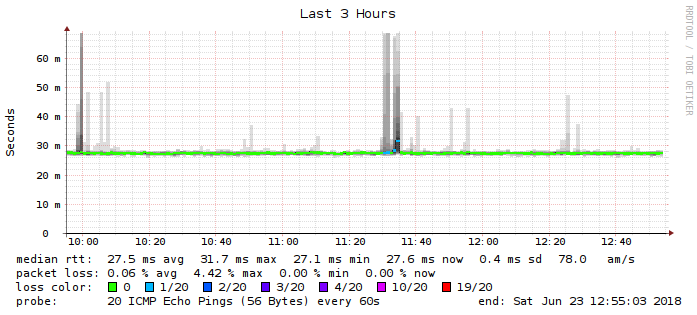 Last 3 Hours
RRDTOOL / TOBI OETIKER
Seconds
60 m
50 m
40 m
30 m
20 m
10 m
0
10:00 10:20 10:40 11:00 11:20 11:40 12:00 12:20 12:40
median rtt: 27.5 ms avg 31.7 ms max 27.1 ms min 27.6 ms now 0.4 ms sd 78.0 am/s
packet loss: 0.06 % avg 4.42 % max 0.00 % min 0.00 % now
loss color: 0 1/20 2/20 3/20 4/20 10/20 19/20
probe: 20 ICMP Echo Pings (56 Bytes) every 60s end: Sat Jun 23 12:55:03 2018